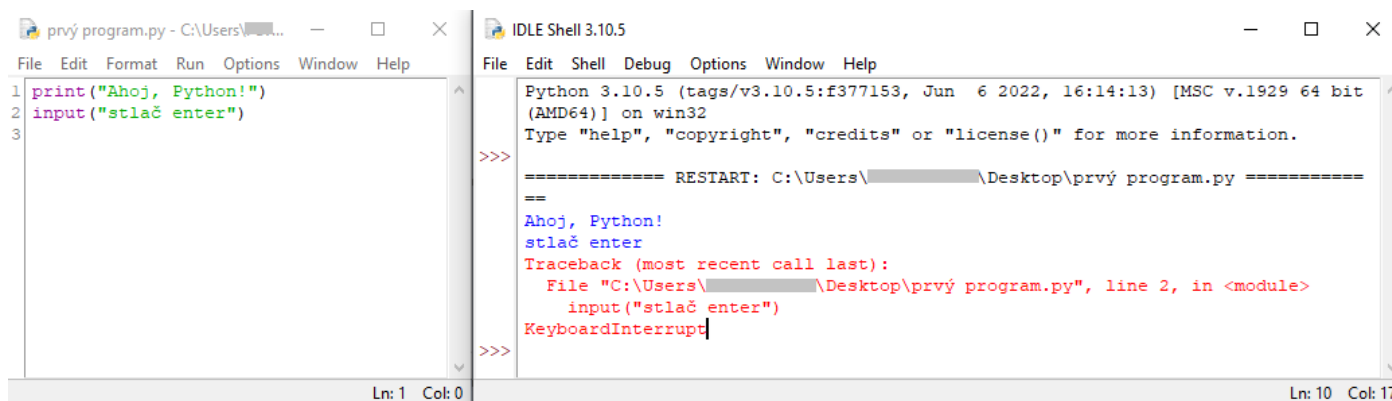 prvý program.py - C:\Users\
File Edit Format Run Options Window Help
1 print("Ahoj, Python!")
2 input("stlač enter")
3
Ln: 1 Col: 0
IDLE Shell 3.10.5
File Edit Shell Debug Options Window Help
Python 3.10.5 (tags/v3.10.5:f377153, Jun 6 2022, 16:14:13) [MSC v.1929 64 bit
(AMD64)] on win32
Type "help", "copyright", "credits" or "license()" for more information.
>>>
============= RESTART: C:\Users\ \Desktop\prvý program.py ===========
==
Ahoj, Python!
stlač enter
Traceback (most recent call last):
File "C:\Users\ \Desktop\prvý program.py", line 2, in <module>
input("stlač enter")
KeyboardInterrupt
>>>
Ln: 10 Col: 17